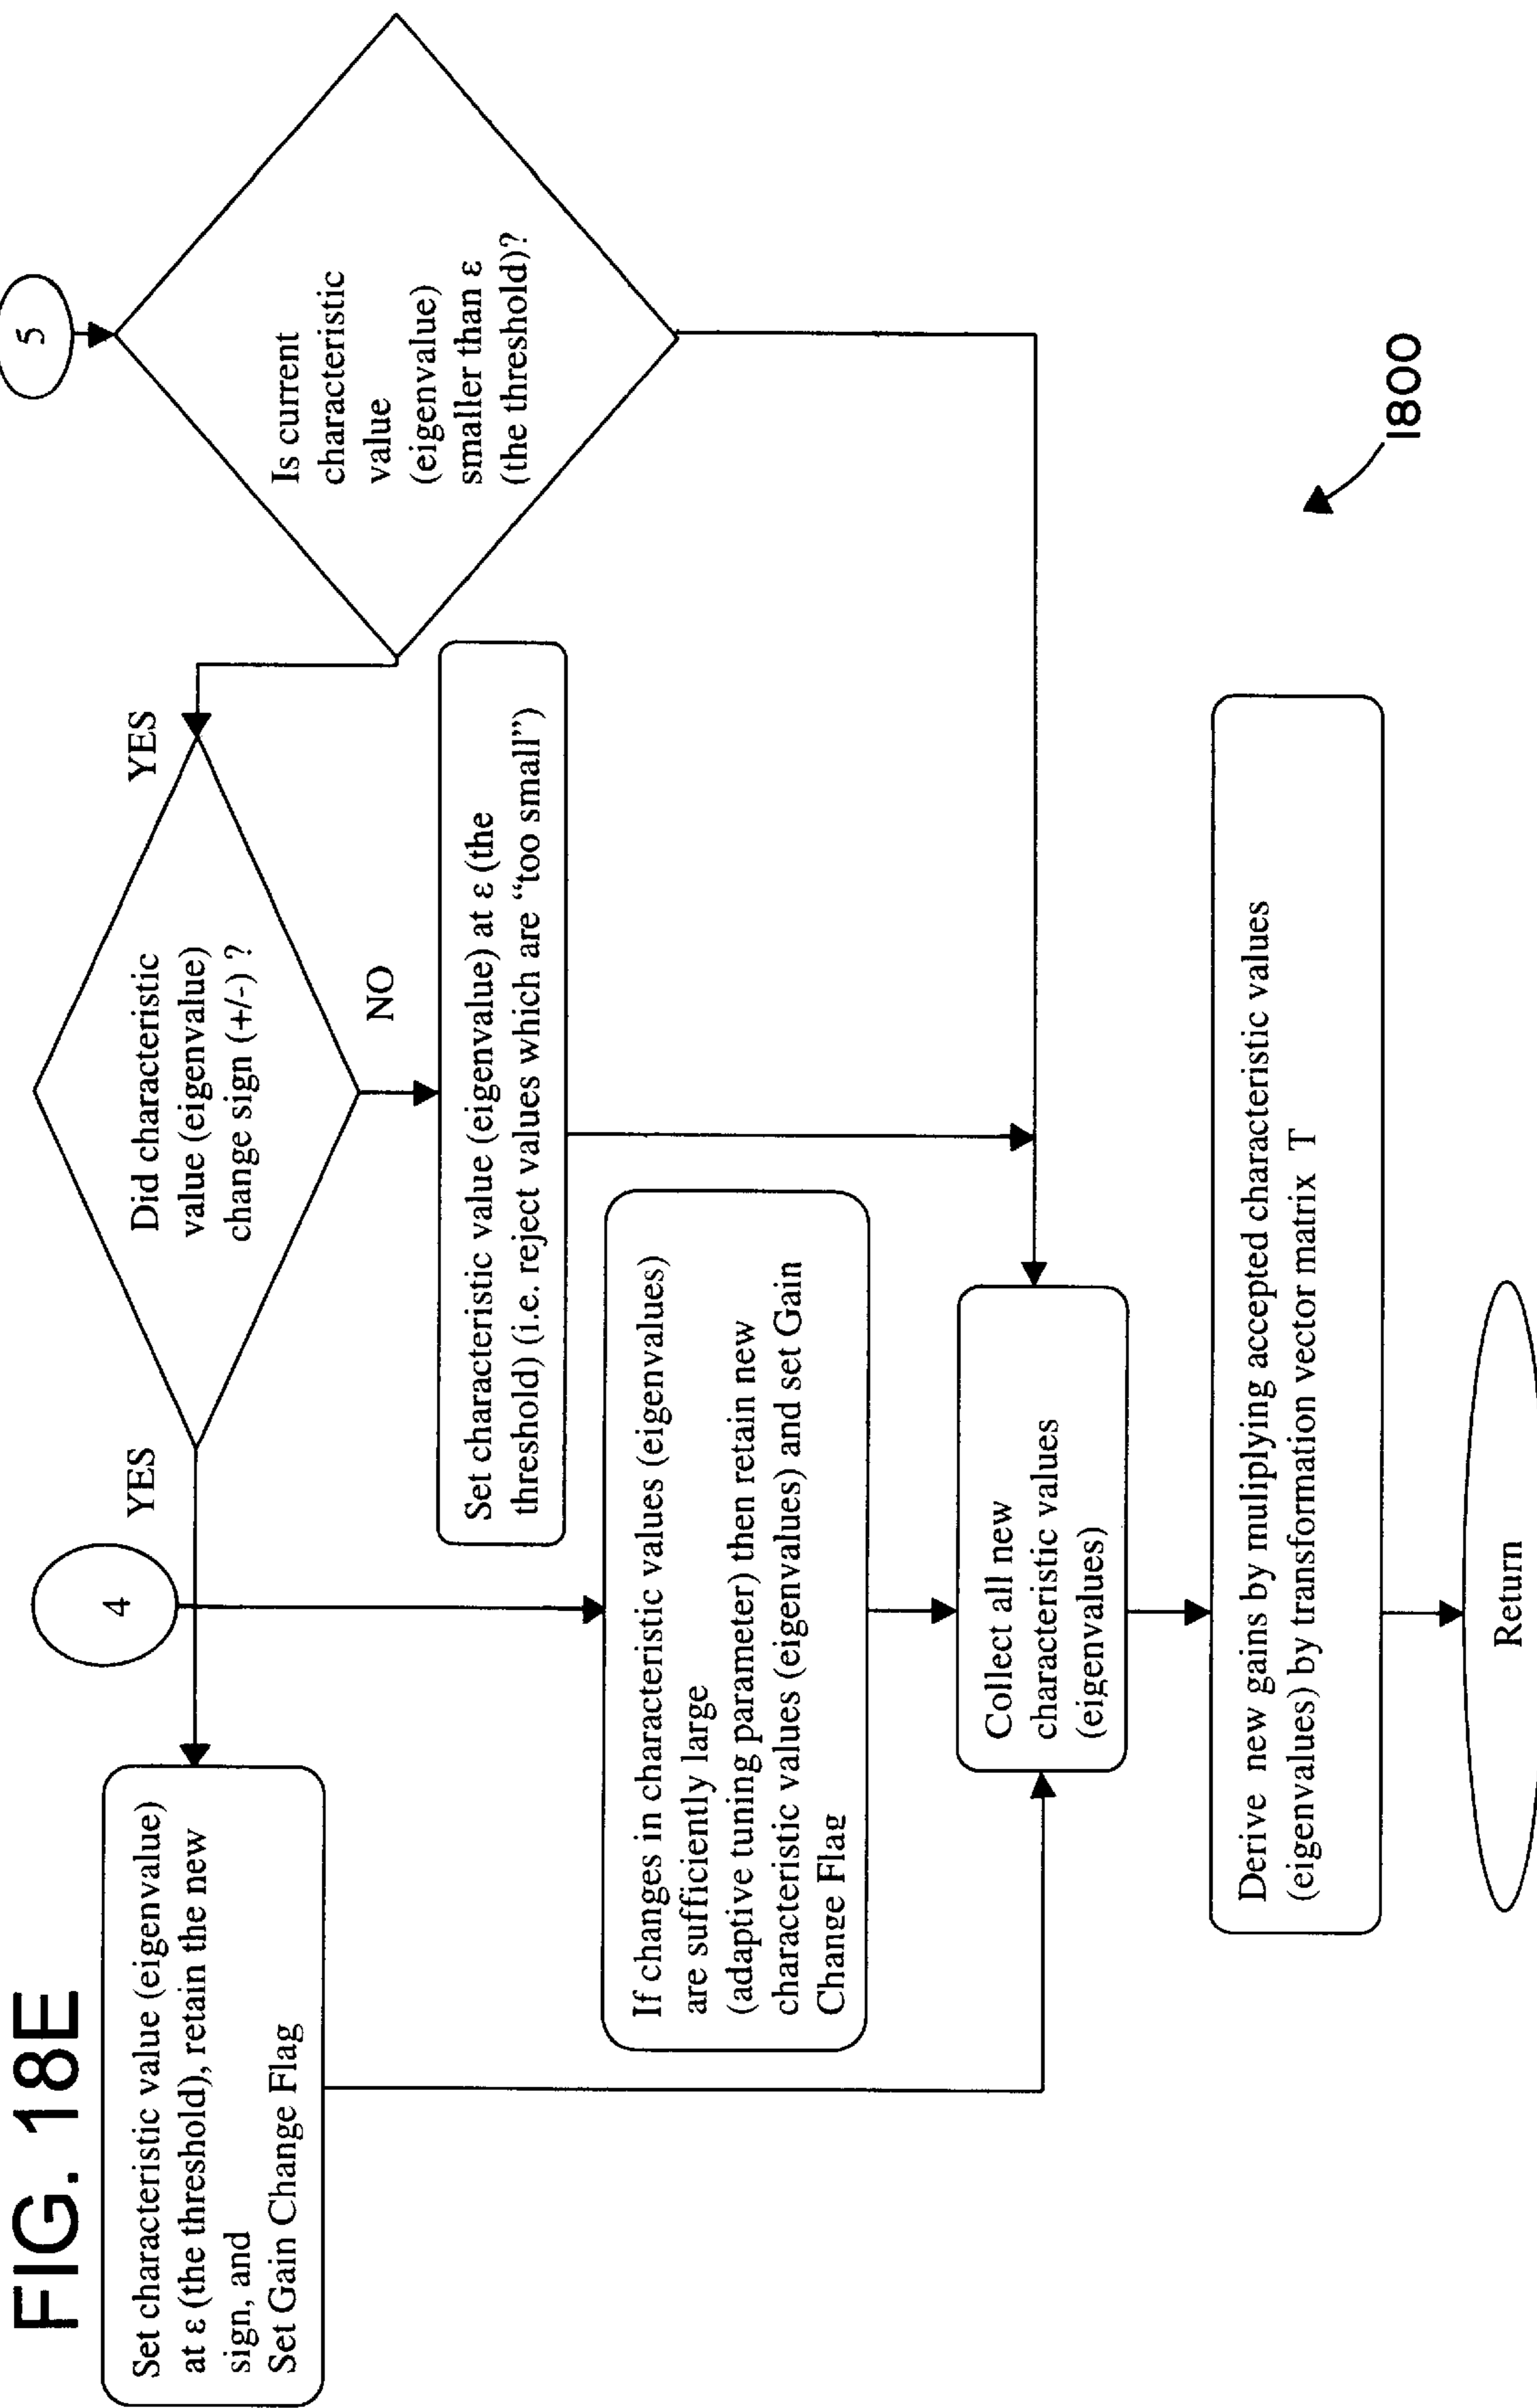 FIG. 18E
5
Is current
characteristic
value
(eigenvalue)
smaller than ε
(the threshold)?
YES
Did characteristic
value (eigenvalue)
change sign (+/-) ?
YES
NO
4
Set characteristic value (eigenvalue)
at ε (the threshold), retain the new
sign, and
Set Gain Change Flag
Set characteristic value (eigenvalue) at ε (the
threshold) (i.e. reject values which are “too small”)
If changes in characteristic values (eigenvalues)
are sufficiently large
(adaptive tuning parameter) then retain new
characteristic values (eigenvalues) and set Gain
Change Flag
Collect all new
characteristic values
(eigenvalues)
Derive new gains by muliplying accepted characteristic values
(eigenvalues) by transformation vector matrix T
Return
1800